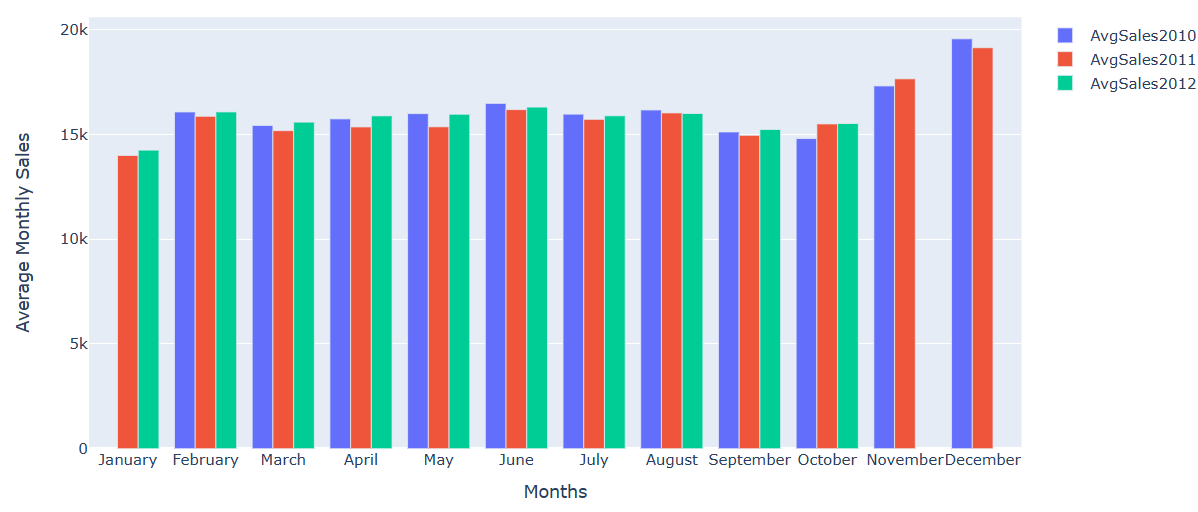 20k
15k
10k
5k
0
Average Monthly Sales
January February March April May June July August September October November December
Months
AvgSales2010
AvgSales2011
AvgSales2012